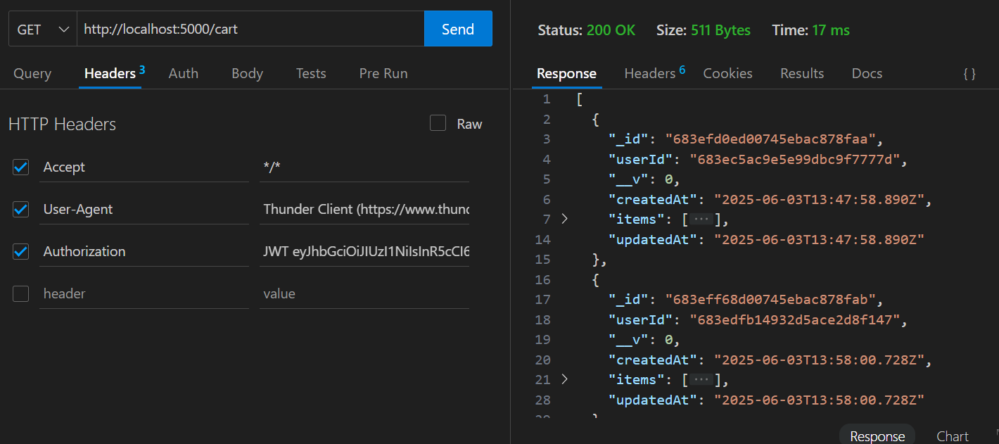 GET http://localhost:5000/cart Send
Query Headers 3 Auth Body Tests Pre Run
HTTP Headers Raw
Accept */*
User-Agent Thunder Client (https://www.thunc
Authorization JWT eyJhbGciOiJIUzI1NiIsInR5cCI6
header value
Status: 200 OK Size: 511 Bytes Time: 17 ms
Response Headers 6 Cookies Results Docs { }
1 [
2 {
3 "_id": "683efd0ed00745ebac878faa",
4 "userId": "683ec5ac9e5e99dbc9f7777d",
5 "__v": 0,
6 "createdAt": "2025-06-03T13:47:58.890Z",
7 "items": [ ··· ],
14 "updatedAt": "2025-06-03T13:47:58.890Z"
15 },
16 {
17 "_id": "683eff68d00745ebac878fab",
18 "userId": "683edfb14932d5ace2d8f147",
19 "__v": 0,
20 "createdAt": "2025-06-03T13:58:00.728Z",
21 "items": [ ··· ],
28 "updatedAt": "2025-06-03T13:58:00.728Z"
Response Chart